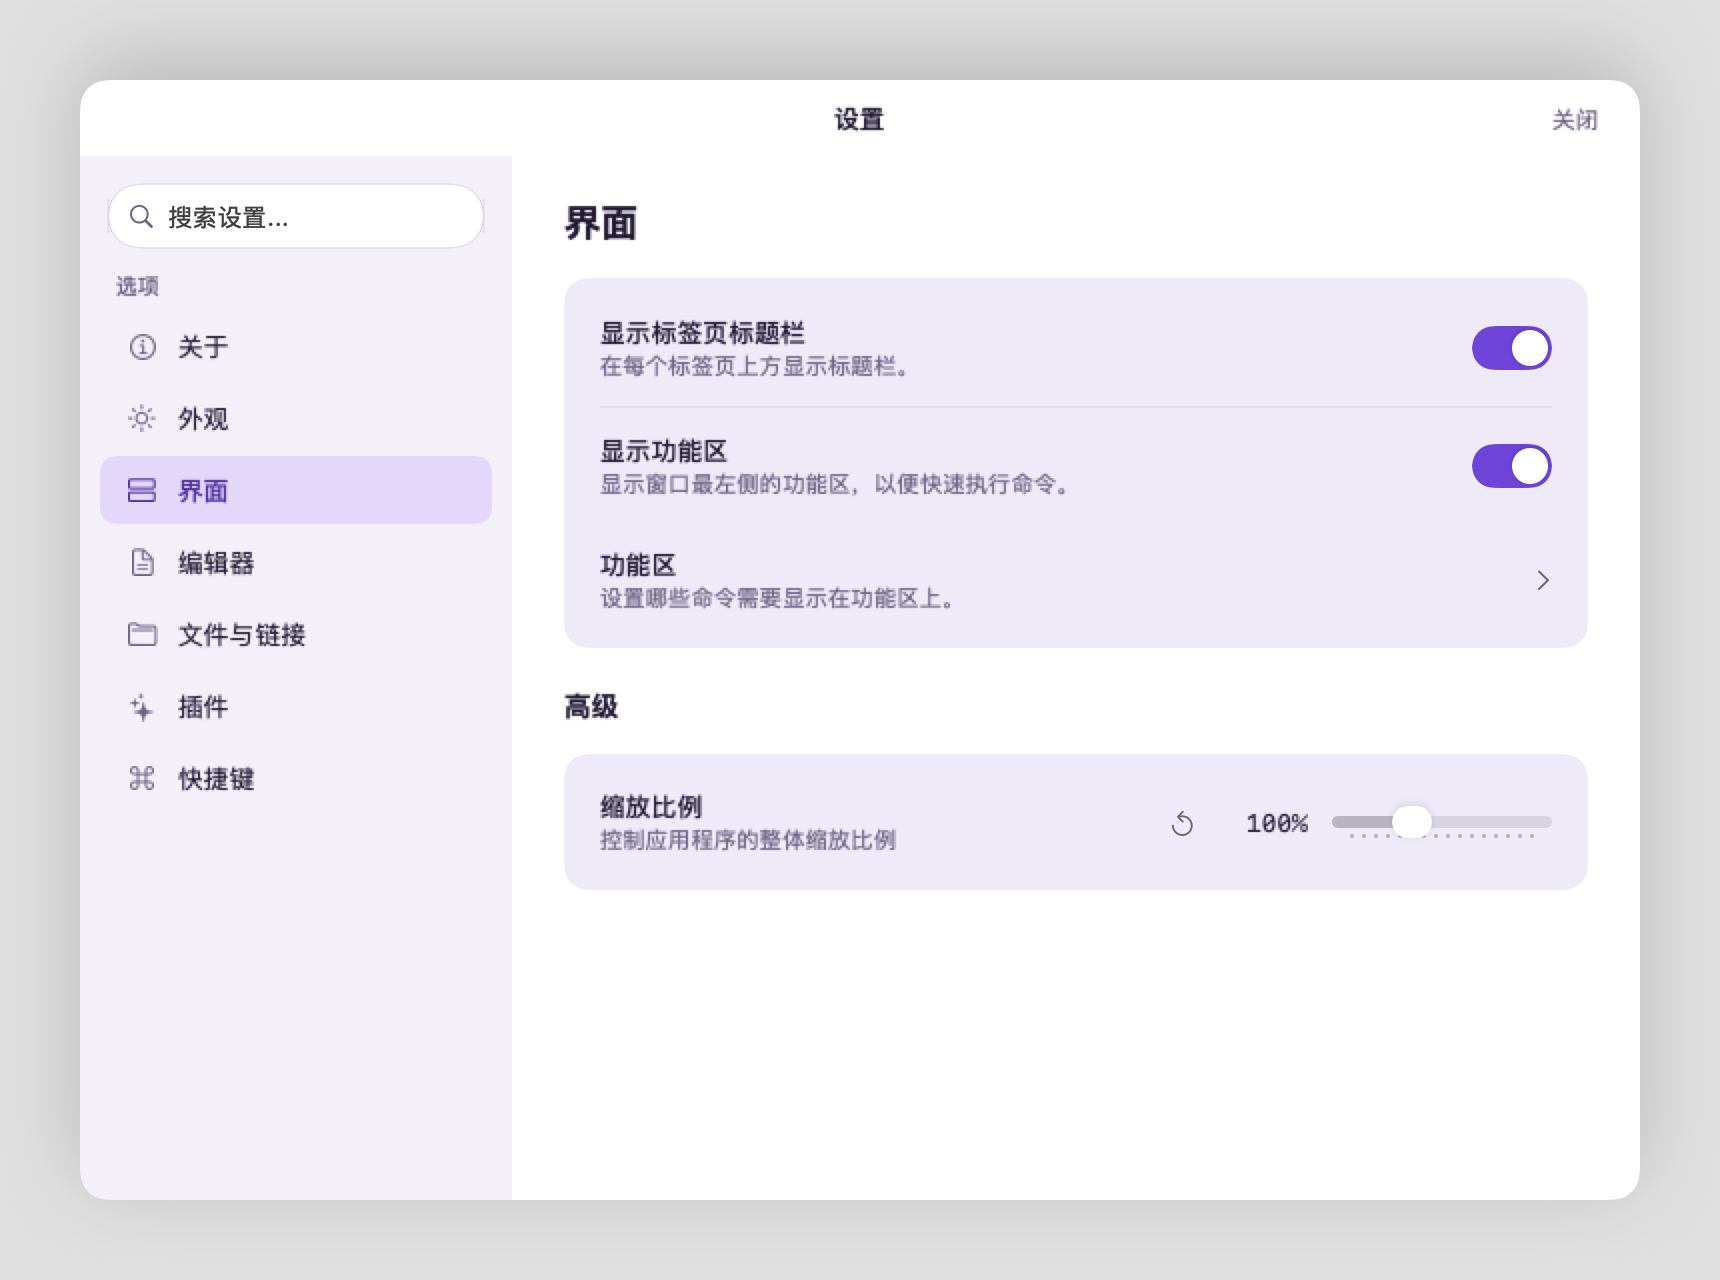 设置
关闭
搜索设置...
选项
关于
外观
界面
编辑器
文件与链接
插件
快捷键
界面
显示标签页标题栏
在每个标签页上方显示标题栏。
显示功能区
显示窗口最左侧的功能区，以便快速执行命令。
功能区
设置哪些命令需要显示在功能区上。
高级
缩放比例
控制应用程序的整体缩放比例
100%